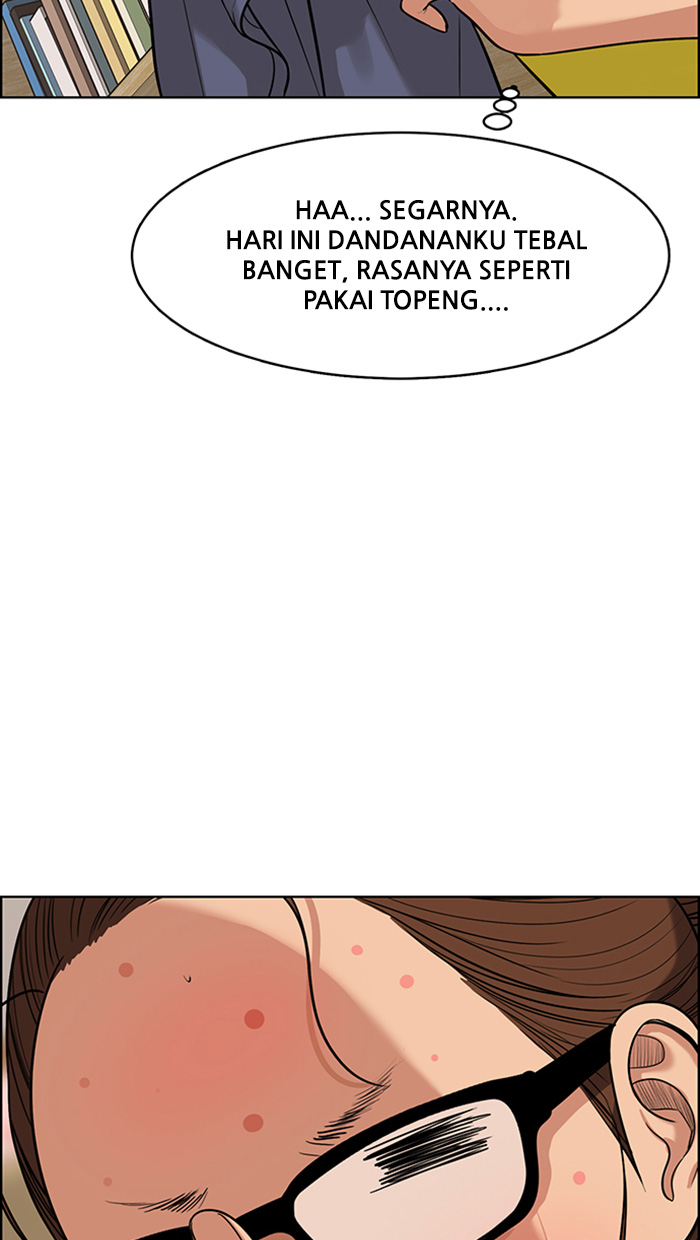 HAA... SEGARNYA.
HARI INI DANDANANKU TEBAL
BANGET, RASANYA SEPERTI
PAKAI TOPENG....